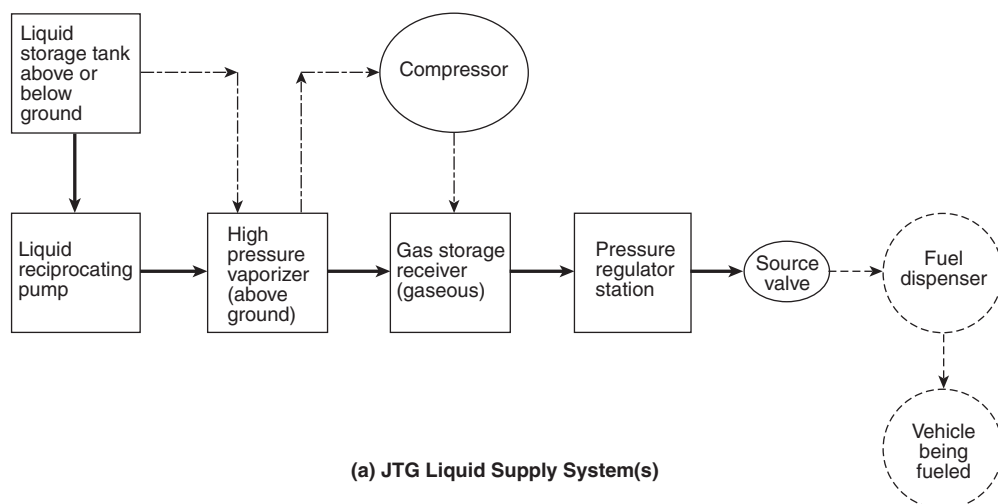 Liquid
storage tank
above or
below
ground
Compressor
Liquid
reciprocating
pump
High
pressure
vaporizer
(above
ground)
Gas storage
receiver
(gaseous)
Pressure
regulator
station
Source
valve
Fuel
dispenser
Vehicle
being
fueled
(a) JTG Liquid Supply System(s)